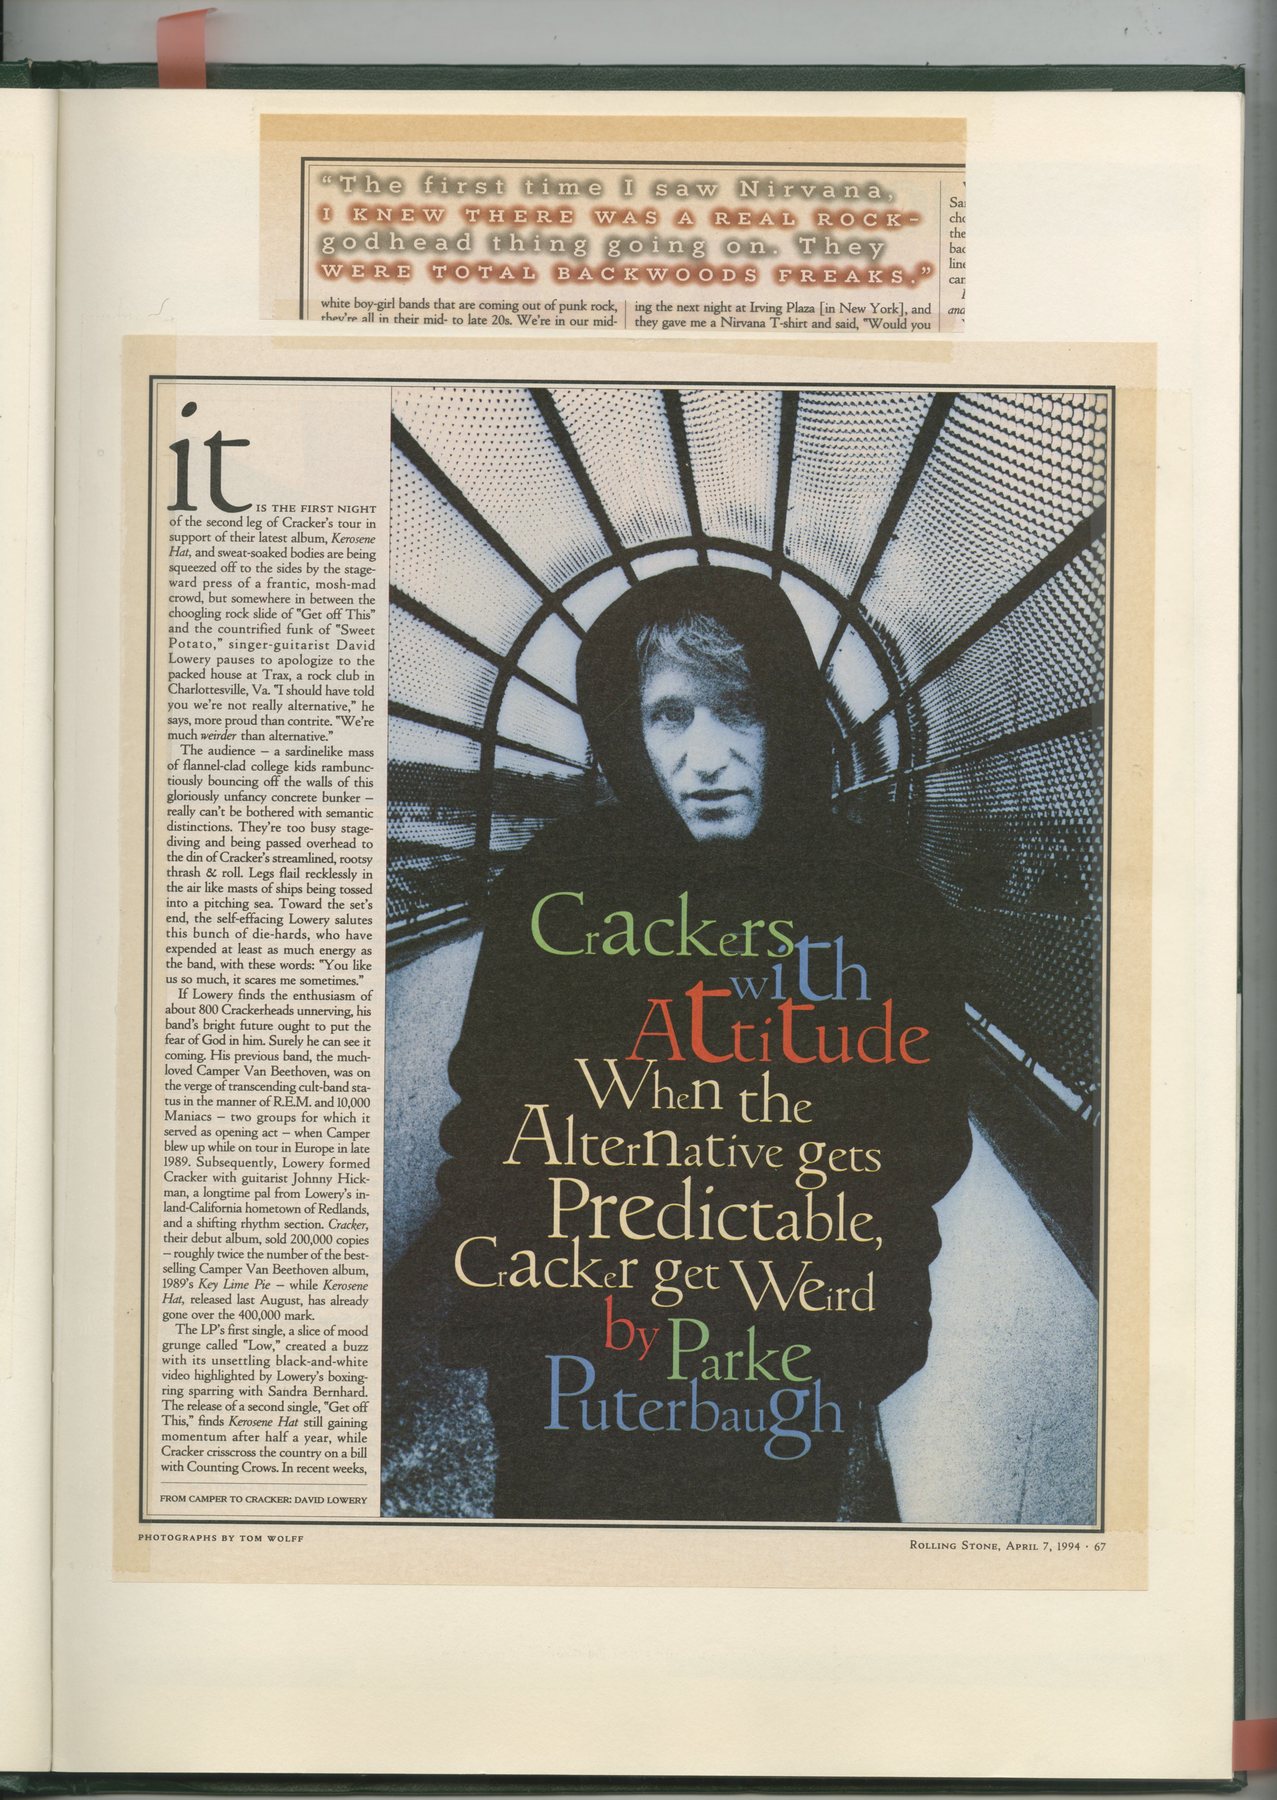 “The first time I saw Nirvana,
I KNEW THERE WAS A REAL ROCK-
godhead thing going on. They
WERE TOTAL BACKWOODS FREAKS.”
white boy-girl bands that are coming out of punk rock,
they're all in their mid- to late 20s. We're in our mid-
ing the next night at Irving Plaza [in New York], and
they gave me a Nirvana T-shirt and said, "Would you
it IS THE FIRST NIGHT
of the second leg of Cracker's tour in
support of their latest album, Kerosene
Hat, and sweat-soaked bodies are being
squeezed off to the sides by the stage-
ward press of a frantic, mosh-mad
crowd, but somewhere in between the
choogling rock slide of "Get off This"
and the countrified funk of "Sweet
Potato," singer-guitarist David
Lowery pauses to apologize to the
packed house at Trax, a rock club in
Charlottesville, Va. "I should have told
you we're not really alternative," he
says, more proud than contrite. "We're
much weirder than alternative."
The audience – a sardinelike mass
of flannel-clad college kids rambunc-
tiously bouncing off the walls of this
gloriously unfancy concrete bunker –
really can't be bothered with semantic
distinctions. They're too busy stage-
diving and being passed overhead to
the din of Cracker's streamlined, rootsy
thrash & roll. Legs flail recklessly in
the air like masts of ships being tossed
into a pitching sea. Toward the set's
end, the self-effacing Lowery salutes
this bunch of die-hards, who have
expended at least as much energy as
the band, with these words: "You like
us so much, it scares me sometimes."
If Lowery finds the enthusiasm of
about 800 Crackerheads unnerving, his
band's bright future ought to put the
fear of God in him. Surely he can see it
coming. His previous band, the much-
loved Camper Van Beethoven, was on
the verge of transcending cult-band sta-
tus in the manner of R.E.M. and 10,000
Maniacs – two groups for which it
served as opening act – when Camper
blew up while on tour in Europe in late
1989. Subsequently, Lowery formed
Cracker with guitarist Johnny Hick-
man, a longtime pal from Lowery's in-
land-California hometown of Redlands,
and a shifting rhythm section. Cracker,
their debut album, sold 200,000 copies
– roughly twice the number of the best-
selling Camper Van Beethoven album,
1989's Key Lime Pie – while Kerosene
Hat, released last August, has already
gone over the 400,000 mark.
The LP's first single, a slice of mood
grunge called "Low," created a buzz
with its unsettling black-and-white
video highlighted by Lowery's boxing-
ring sparring with Sandra Bernhard.
The release of a second single, "Get off
This," finds Kerosene Hat still gaining
momentum after half a year, while
Cracker crisscross the country on a bill
with Counting Crows. In recent weeks,
FROM CAMPER TO CRACKER: DAVID LOWERY
Crackers
with
Attitude
When the
Alternative gets
Predictable,
Cracker get Weird
by Parke
Puterbaugh
PHOTOGRAPHS BY TOM WOLFF
ROLLING STONE, APRIL 7, 1994 · 67